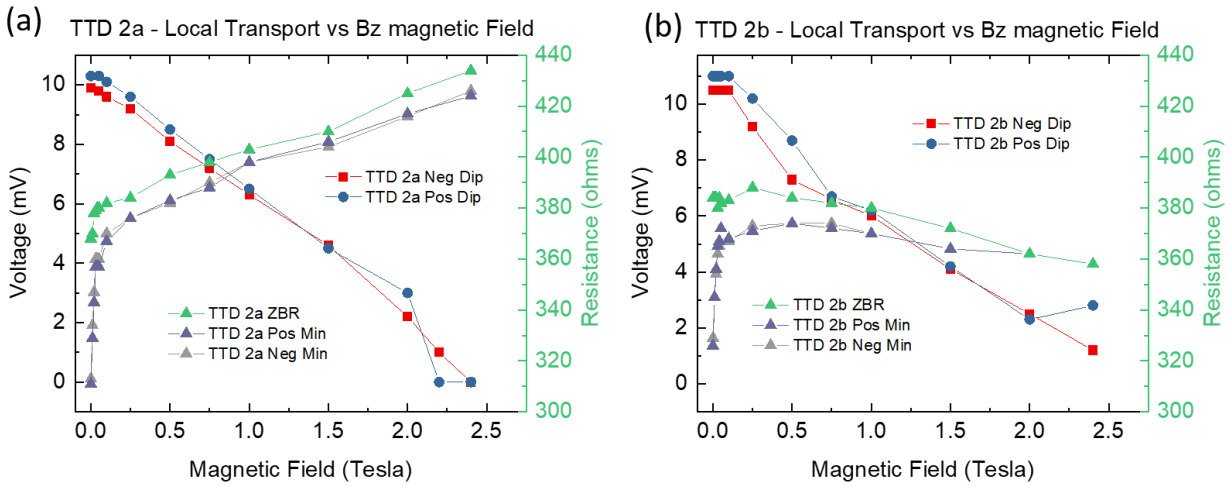 (a) TTD 2a - Local Transport vs Bz magnetic Field
Voltage (mV)
10
8
6
4
2
0
TTD 2a Neg Dip
TTD 2a Pos Dip
TTD 2a ZBR
TTD 2a Pos Min
TTD 2a Neg Min
440
420
400
380
360
340
320
300
Resistance (ohms)
0.0 0.5 1.0 1.5 2.0 2.5
Magnetic Field (Tesla)
(b) TTD 2b - Local Transport vs Bz magnetic Field
Voltage (mV)
10
8
6
4
2
0
TTD 2b Neg Dip
TTD 2b Pos Dip
TTD 2b ZBR
TTD 2b Pos Min
TTD 2b Neg Min
440
420
400
380
360
340
320
300
Resistance (ohms)
0.0 0.5 1.0 1.5 2.0 2.5
Magnetic Field (Tesla)